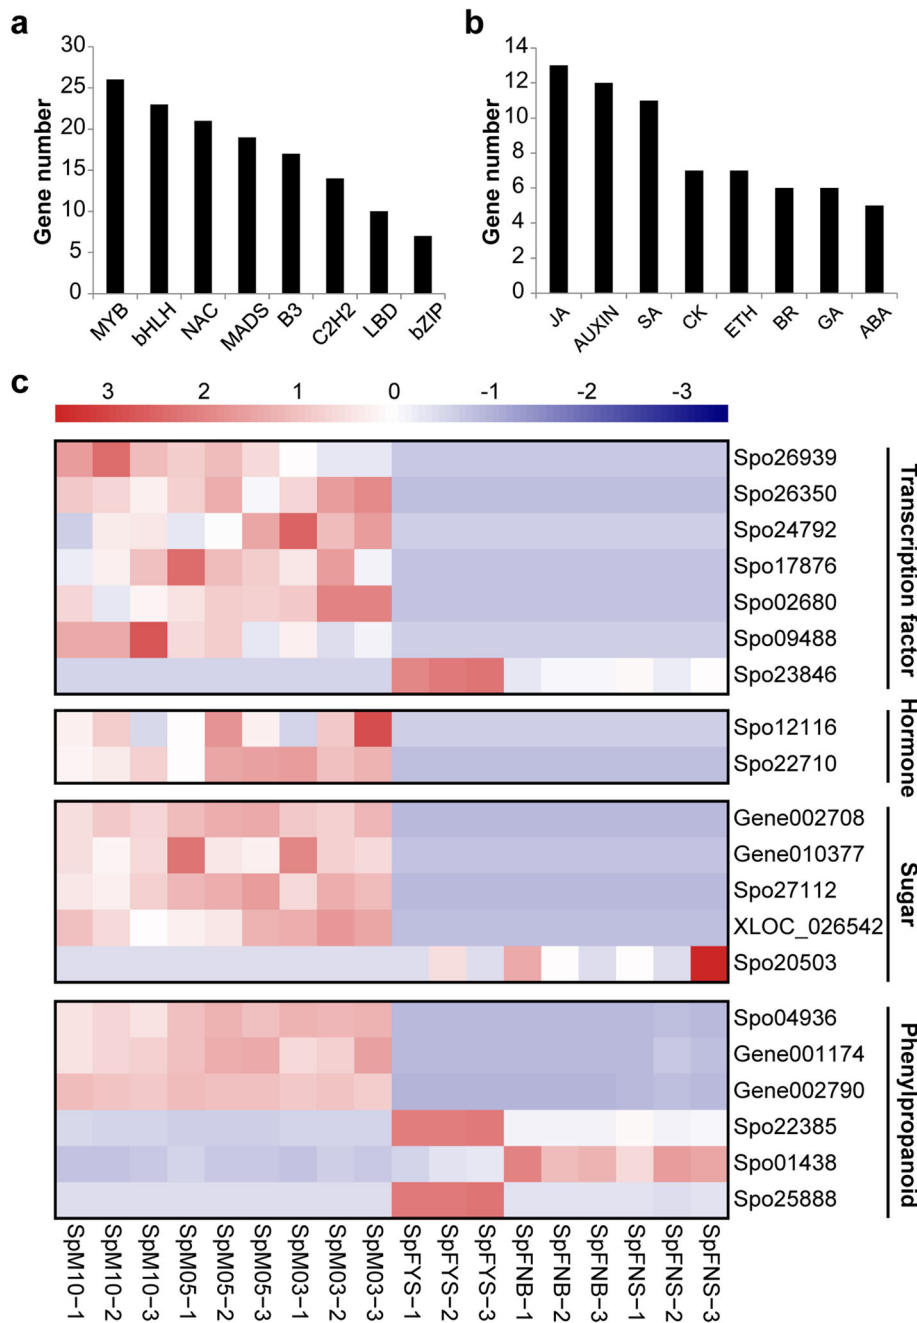 a
Gene number
30
25
20
15
10
5
0
MYB
bHLH
NAC
MADS
B3
C2H2
LBD
bZIP
b
Gene number
14
12
10
8
6
4
2
0
JA
AUXIN
SA
CK
ETH
BR
GA
ABA
c
3 2 1 0 -1 -2 -3
Spo26939
Spo26350
Spo24792
Spo17876
Spo02680
Spo09488
Spo23846
Transcription factor
Spo12116
Spo22710
Hormone
Gene002708
Gene010377
Spo27112
XLOC_026542
Spo20503
Sugar
Spo04936
Gene001174
Gene002790
Spo22385
Spo01438
Spo25888
Phenylpropanoid
SpM10-1
SpM10-2
SpM10-3
SpM05-1
SpM05-2
SpM05-3
SpM03-1
SpM03-2
SpM03-3
SpFYS-1
SpFYS-2
SpFYS-3
SpFNB-1
SpFNB-2
SpFNB-3
SpFNS-1
SpFNS-2
SpFNS-3